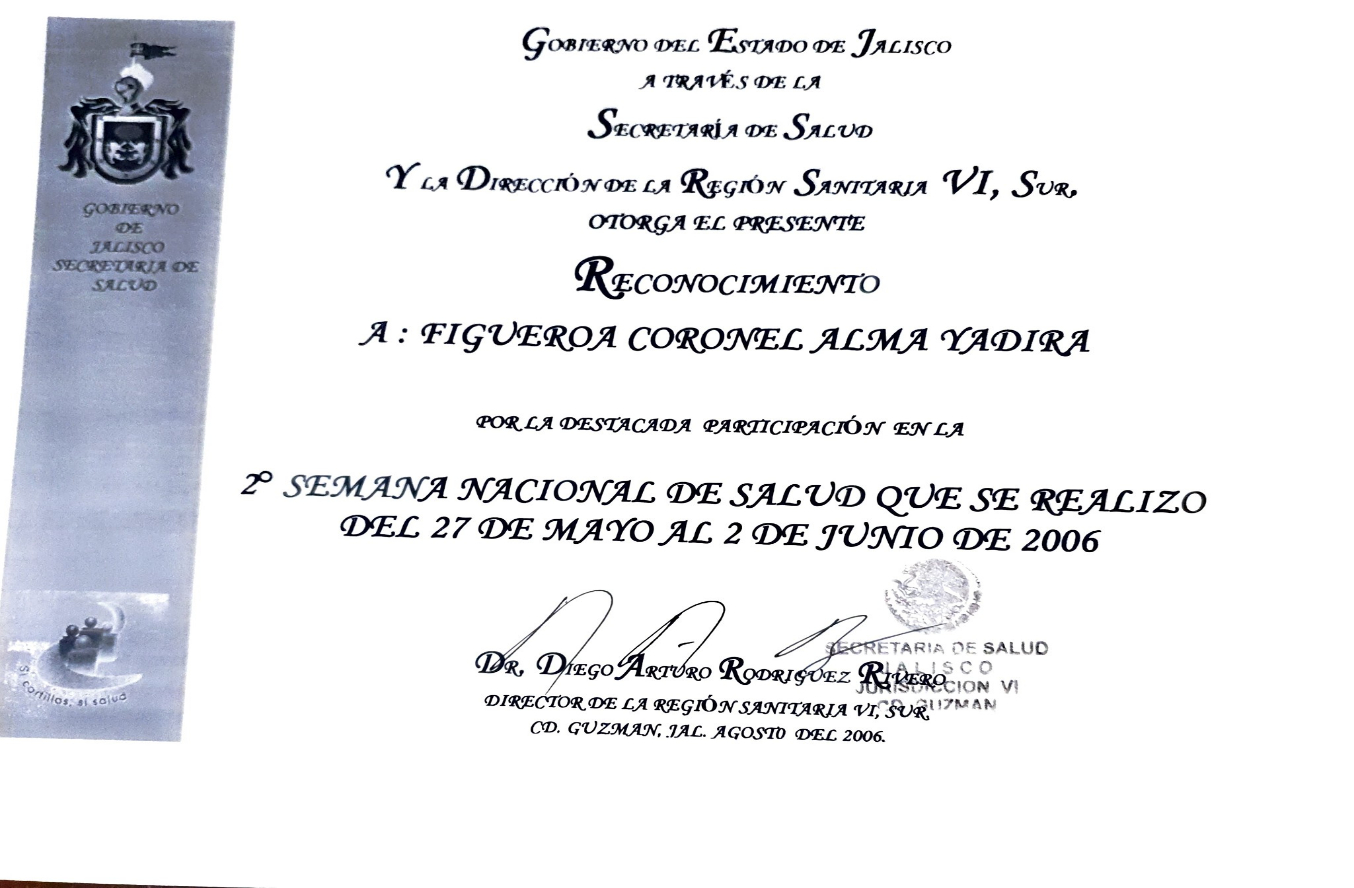 GOBIERNO DEL ESTADO DE JALISCO
A TRAVÉS DE LA
SECRETARÍA DE SALUD
Y LA DIRECCIÓN DE LA REGIÓN SANITARIA VI, SUR.
OTORGA EL PRESENTE
RECONOCIMIENTO
A : FIGUEROA CORONEL ALMA YADIRA
POR LA DESTACADA PARTICIPACIÓN EN LA
2° SEMANA NACIONAL DE SALUD QUE SE REALIZO
DEL 27 DE MAYO AL 2 DE JUNIO DE 2006
DR. DIEGO ARTURO RODRIGUEZ RIVERO
DIRECTOR DE LA REGIÓN SANITARIA VI, SUR.
CD. GUZMAN, JAL. AGOSTO DEL 2006.
SECRETARIA DE SALUD
JALISCO
JURISDICCION VI
CD. GUZMAN
GOBIERNO
DE
JALISCO
SECRETARIA DE
SALUD
si salud